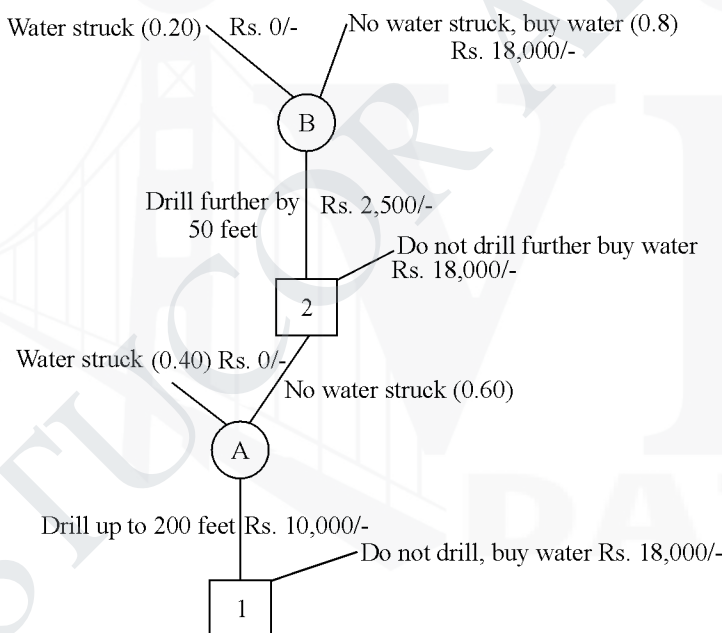 Water struck (0.20) Rs. 0/- No water struck, buy water (0.8)
Rs. 18,000/-
B
Drill further by Rs. 2,500/-
50 feet
Do not drill further buy water
Rs. 18,000/-
2
Water struck (0.40) Rs. 0/-
No water struck (0.60)
A
Drill up to 200 feet Rs. 10,000/-
Do not drill, buy water Rs. 18,000/-
1
STUCOR
DA